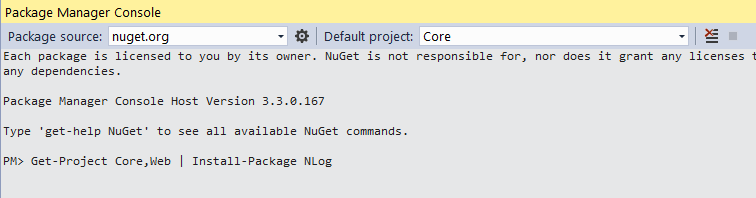 Package Manager Console
Package source: nuget.org Default project: Core
Each package is licensed to you by its owner. NuGet is not responsible for, nor does it grant any licenses t
any dependencies.
Package Manager Console Host Version 3.3.0.167
Type 'get-help NuGet' to see all available NuGet commands.
PM> Get-Project Core,Web | Install-Package NLog